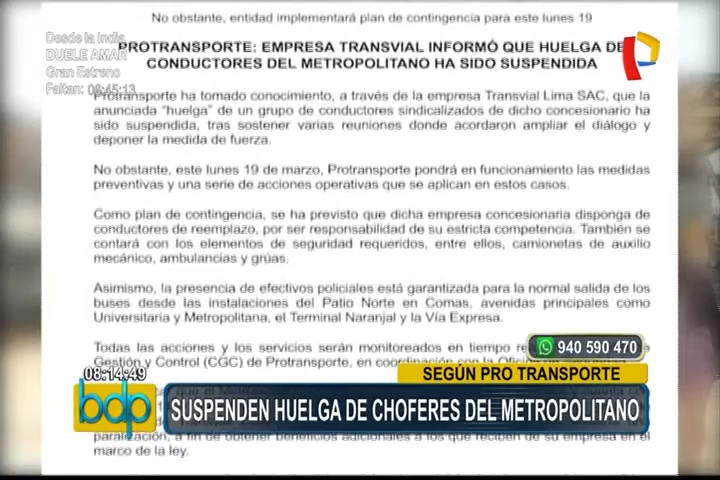 No obstante, entidad implementará plan de contingencia para este lunes 19
Desde la India
DUELE AMAR
Gran Estreno
Faltan: 08:45:13
PROTRANSPORTE: EMPRESA TRANSVIAL INFORMÓ QUE HUELGA DE
CONDUCTORES DEL METROPOLITANO HA SIDO SUSPENDIDA
Protransporte ha tomado conocimiento, a través de la empresa Transvial Lima SAC, que la
anunciada “huelga” de un grupo de conductores sindicalizados de dicho concesionario ha
sido suspendida, tras sostener varias reuniones donde acordaron ampliar el diálogo y
deponer la medida de fuerza.
No obstante, este lunes 19 de marzo, Protransporte pondrá en funcionamiento las medidas
preventivas y una serie de acciones operativas que se aplican en estos casos.
Como plan de contingencia, se ha previsto que dicha empresa concesionaria disponga de
conductores de reemplazo, por ser responsabilidad de su estricta competencia. También se
contará con los elementos de seguridad requeridos, entre ellos, camionetas de auxilio
mecánico, ambulancias y grúas.
Asimismo, la presencia de efectivos policiales está garantizada para la normal salida de los
buses desde las instalaciones del Patio Norte en Comas, avenidas principales como
Universitaria y Metropolitana, el Terminal Naranjal y la Vía Expresa.
Todas las acciones y los servicios serán monitoreados en tiempo
940 590 470
Gestión y Control (CGC) de Protransporte, en coordinación con la
08:14:49
SEGÚN PRO TRANSPORTE
bdp
SUSPENDEN HUELGA DE CHOFERES DEL METROPOLITANO
paralización, a fin de obtener beneficios adicionales a los que reciben de su empresa en el
marco de la ley.